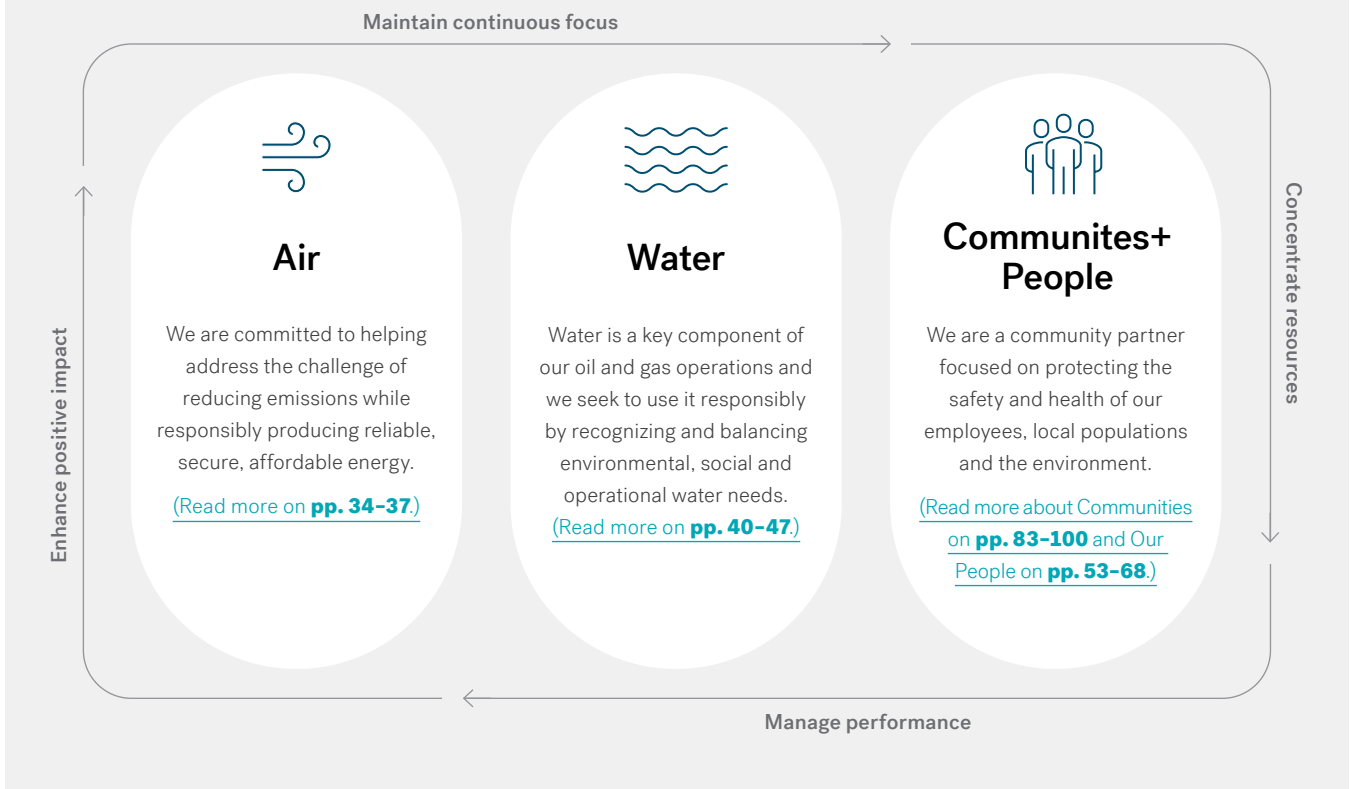 Maintain continuous focus
Air
We are committed to helping
address the challenge of
reducing emissions while
responsibly producing reliable,
secure, affordable energy.
(Read more on pp. 34–37.)
Water
Water is a key component of
our oil and gas operations and
we seek to use it responsibly
by recognizing and balancing
environmental, social and
operational water needs.
(Read more on pp. 40–47.)
Communites+
People
We are a community partner
focused on protecting the
safety and health of our
employees, local populations
and the environment.
(Read more about Communities
on pp. 83–100 and Our
People on pp. 53–68.)
Concentrate resources
Manage performance
Enhance positive impact